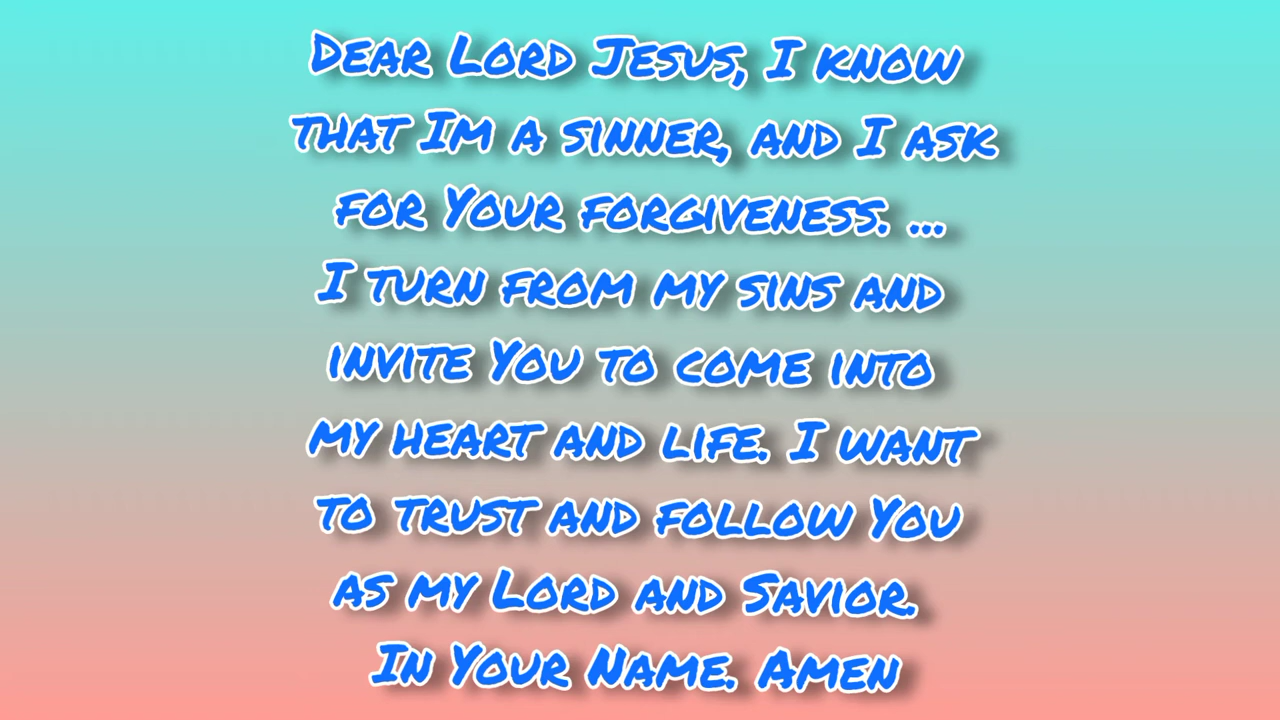 Dear Lord Jesus, I know
that Im a sinner, and I ask
for Your forgiveness. ...
I turn from my sins and
invite You to come into
my heart and life. I want
to trust and follow You
as my Lord and Savior.
In Your Name. Amen